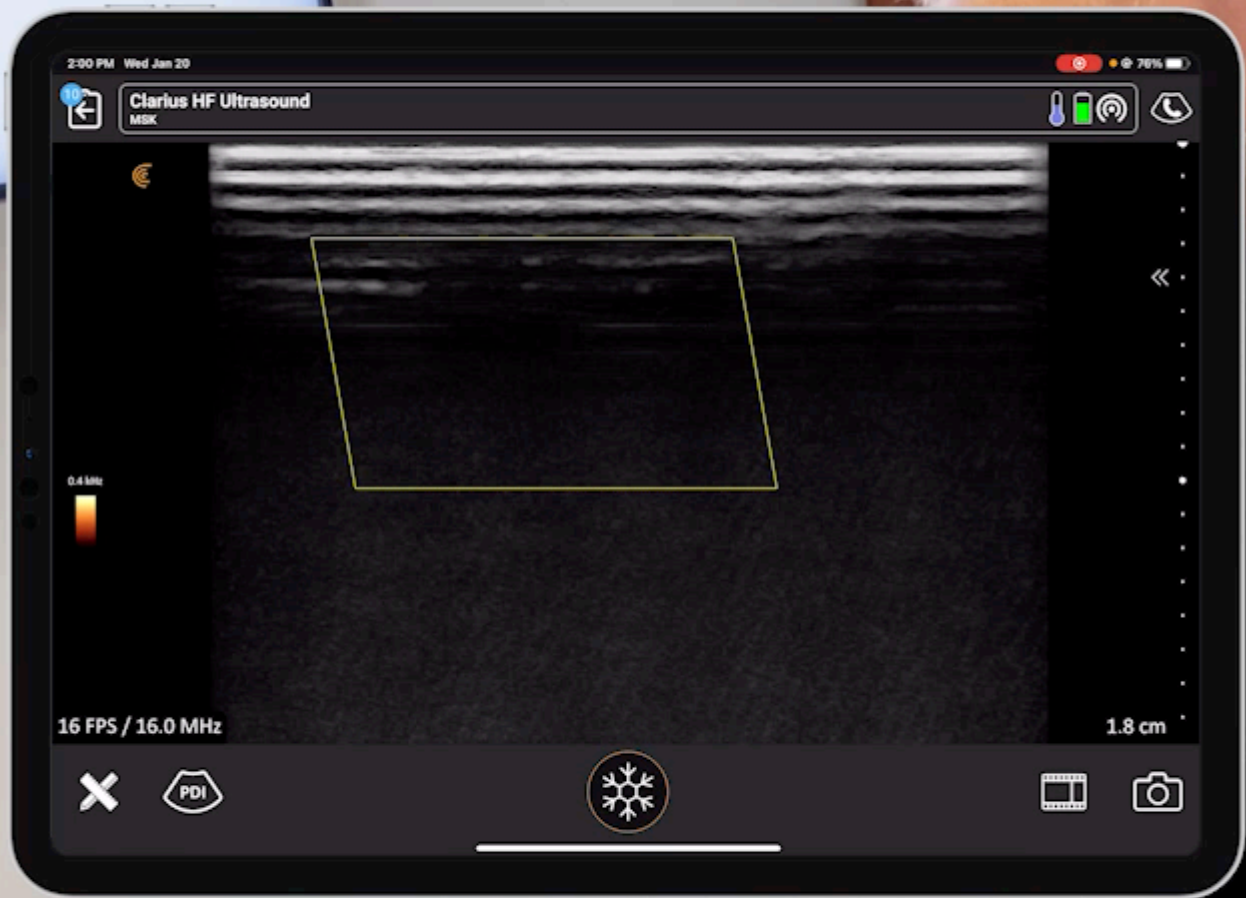 2:00 PM Wed Jan 20
76%
10
Clarius HF Ultrasound
MSK
0.4 kHz
16 FPS / 16.0 MHz
1.8 cm
PDI